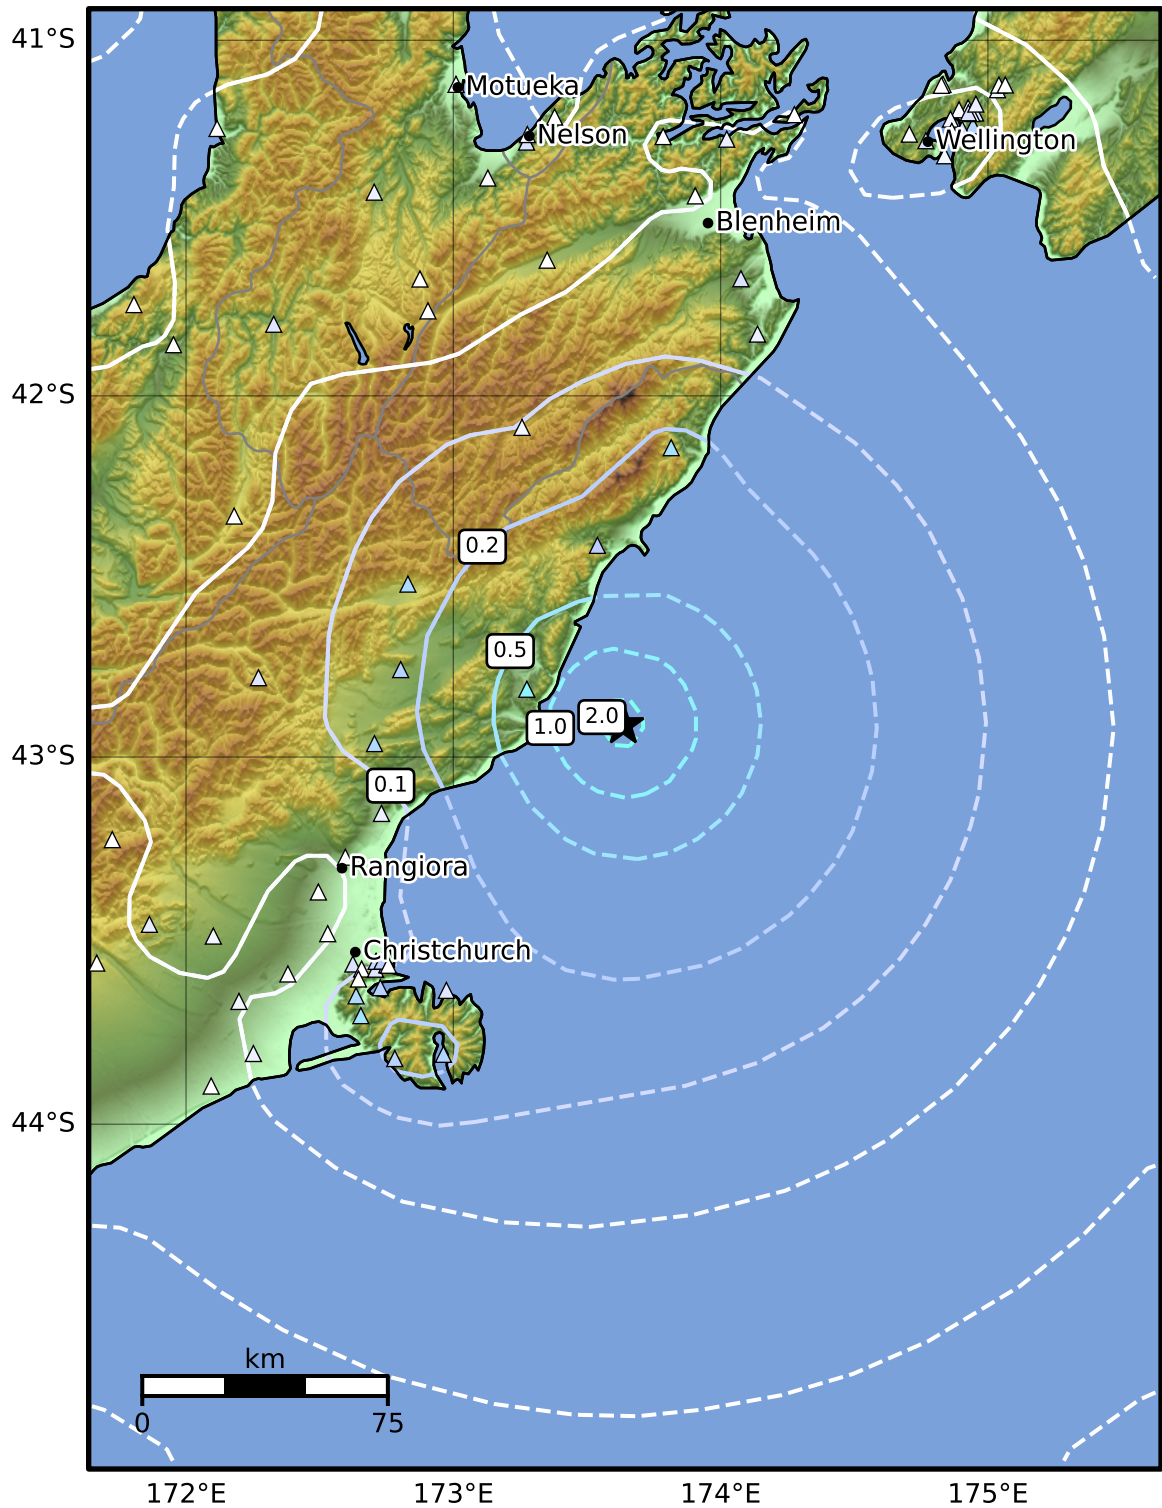 41°S
Motueka
Nelson
Wellington
Blenheim
42°S
0.2
0.5
2.0
1.0
43°S
0.1
Rangiora
Christchurch
44°S
km
0
75
172°E
173°E
174°E
175°E